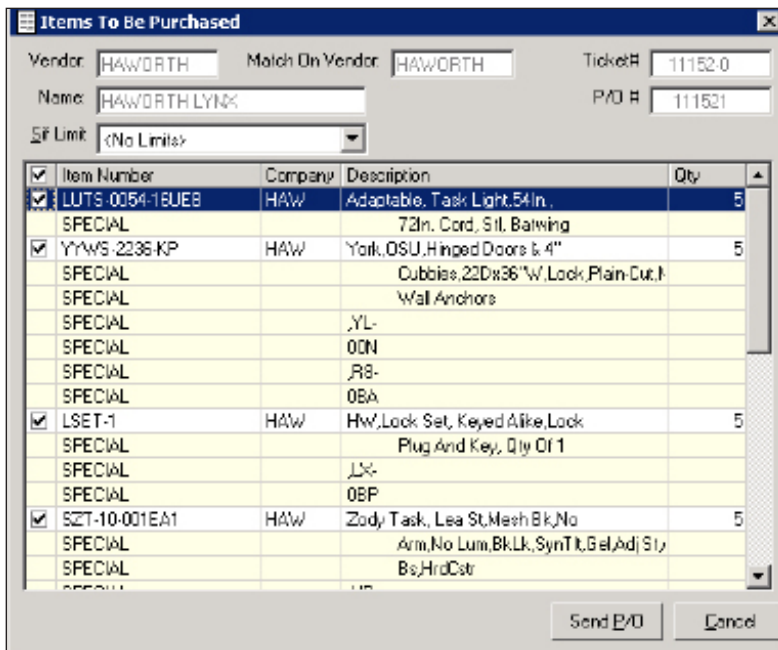 Items To Be Purchased
Vendor: HAWORTH Match On Vendor: HAWORTH Ticket# 11152-0
Name: HAWORTH LYNX P/O # 111521
Sif Limit <No Limits>
Item Number Company Description Qty
LUTS-0054-16UEB HAW Adaptable, Task Light,54In., 5
SPECIAL 72In. Cord, Stl, Batwing
YYWS-2236-KP HAW York,OSU,Hinged Doors & 4" 5
SPECIAL Cubbies,22Dx36"W,Lock,Plain-Cut,
SPECIAL Wall Anchors
SPECIAL ,YL-
SPECIAL 00N
SPECIAL ,R8-
SPECIAL 0BA
LSET-1 HAW HW,Lock Set, Keyed Alike,Lock 5
SPECIAL Plug And Key, Qty Of 1
SPECIAL ,LX-
SPECIAL 0BP
SZT-10-001EA1 HAW Zody Task, Lea St,Mesh Bk,No 5
SPECIAL Arm,No Lum,BkLk,SynTlt,Gel,Adj St,
SPECIAL Bs,HrdCstr
Send P/O Cancel